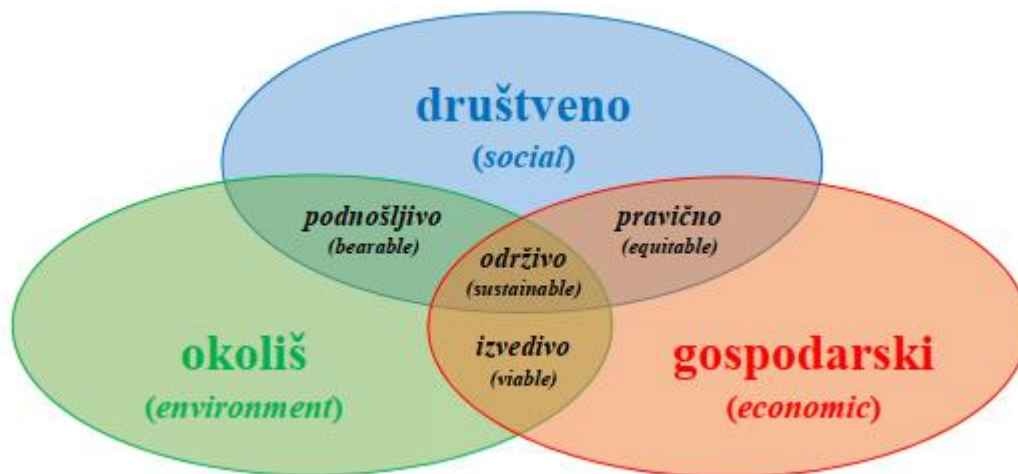 društveno
(social)
podnošljivo
(bearable)
pravično
(equitable)
održivo
(sustainable)
okoliš
(environment)
izvedivo
(viable)
gospodarski
(economic)